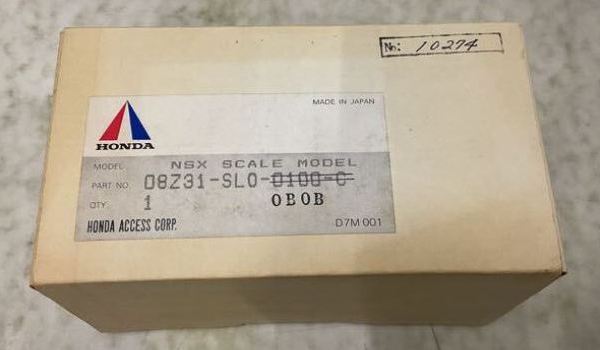 No: 10274
MADE IN JAPAN
HONDA
MODEL NSX SCALE MODEL
PART NO. 08Z31-SL0-0100-C
QTY. 1 0B0B
HONDA ACCESS CORP. D7M 001